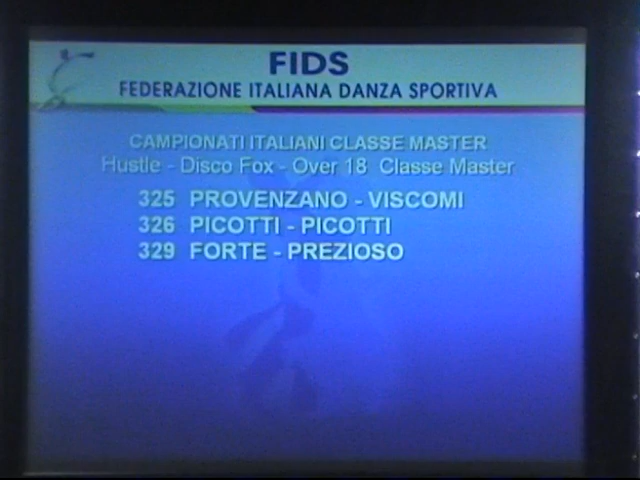 FIDS
FEDERAZIONE ITALIANA DANZA SPORTIVA
CAMPIONATI ITALIANI CLASSE MASTER
Hustle - Disco Fox - Over 18 Classe Master
325 PROVENZANO - VISCOMI
326 PICOTTI - PICOTTI
329 FORTE - PREZIOSO